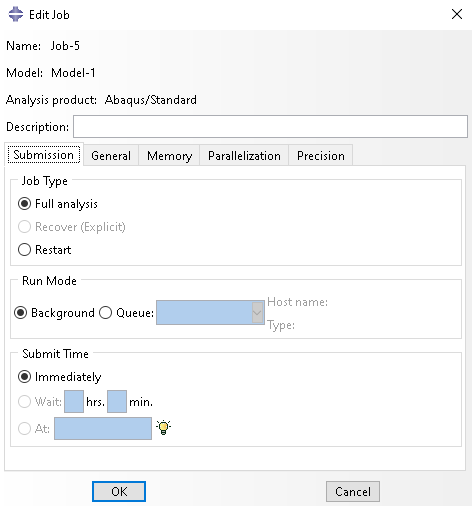 Edit Job
Name: Job-5
Model: Model-1
Analysis product: Abaqus/Standard
Description:
Submission General Memory Parallelization Precision
Job Type
Full analysis
Recover (Explicit)
Restart
Run Mode
Background Queue: Host name:
Type:
Submit Time
Immediately
Wait: hrs. min.
At:
OK Cancel